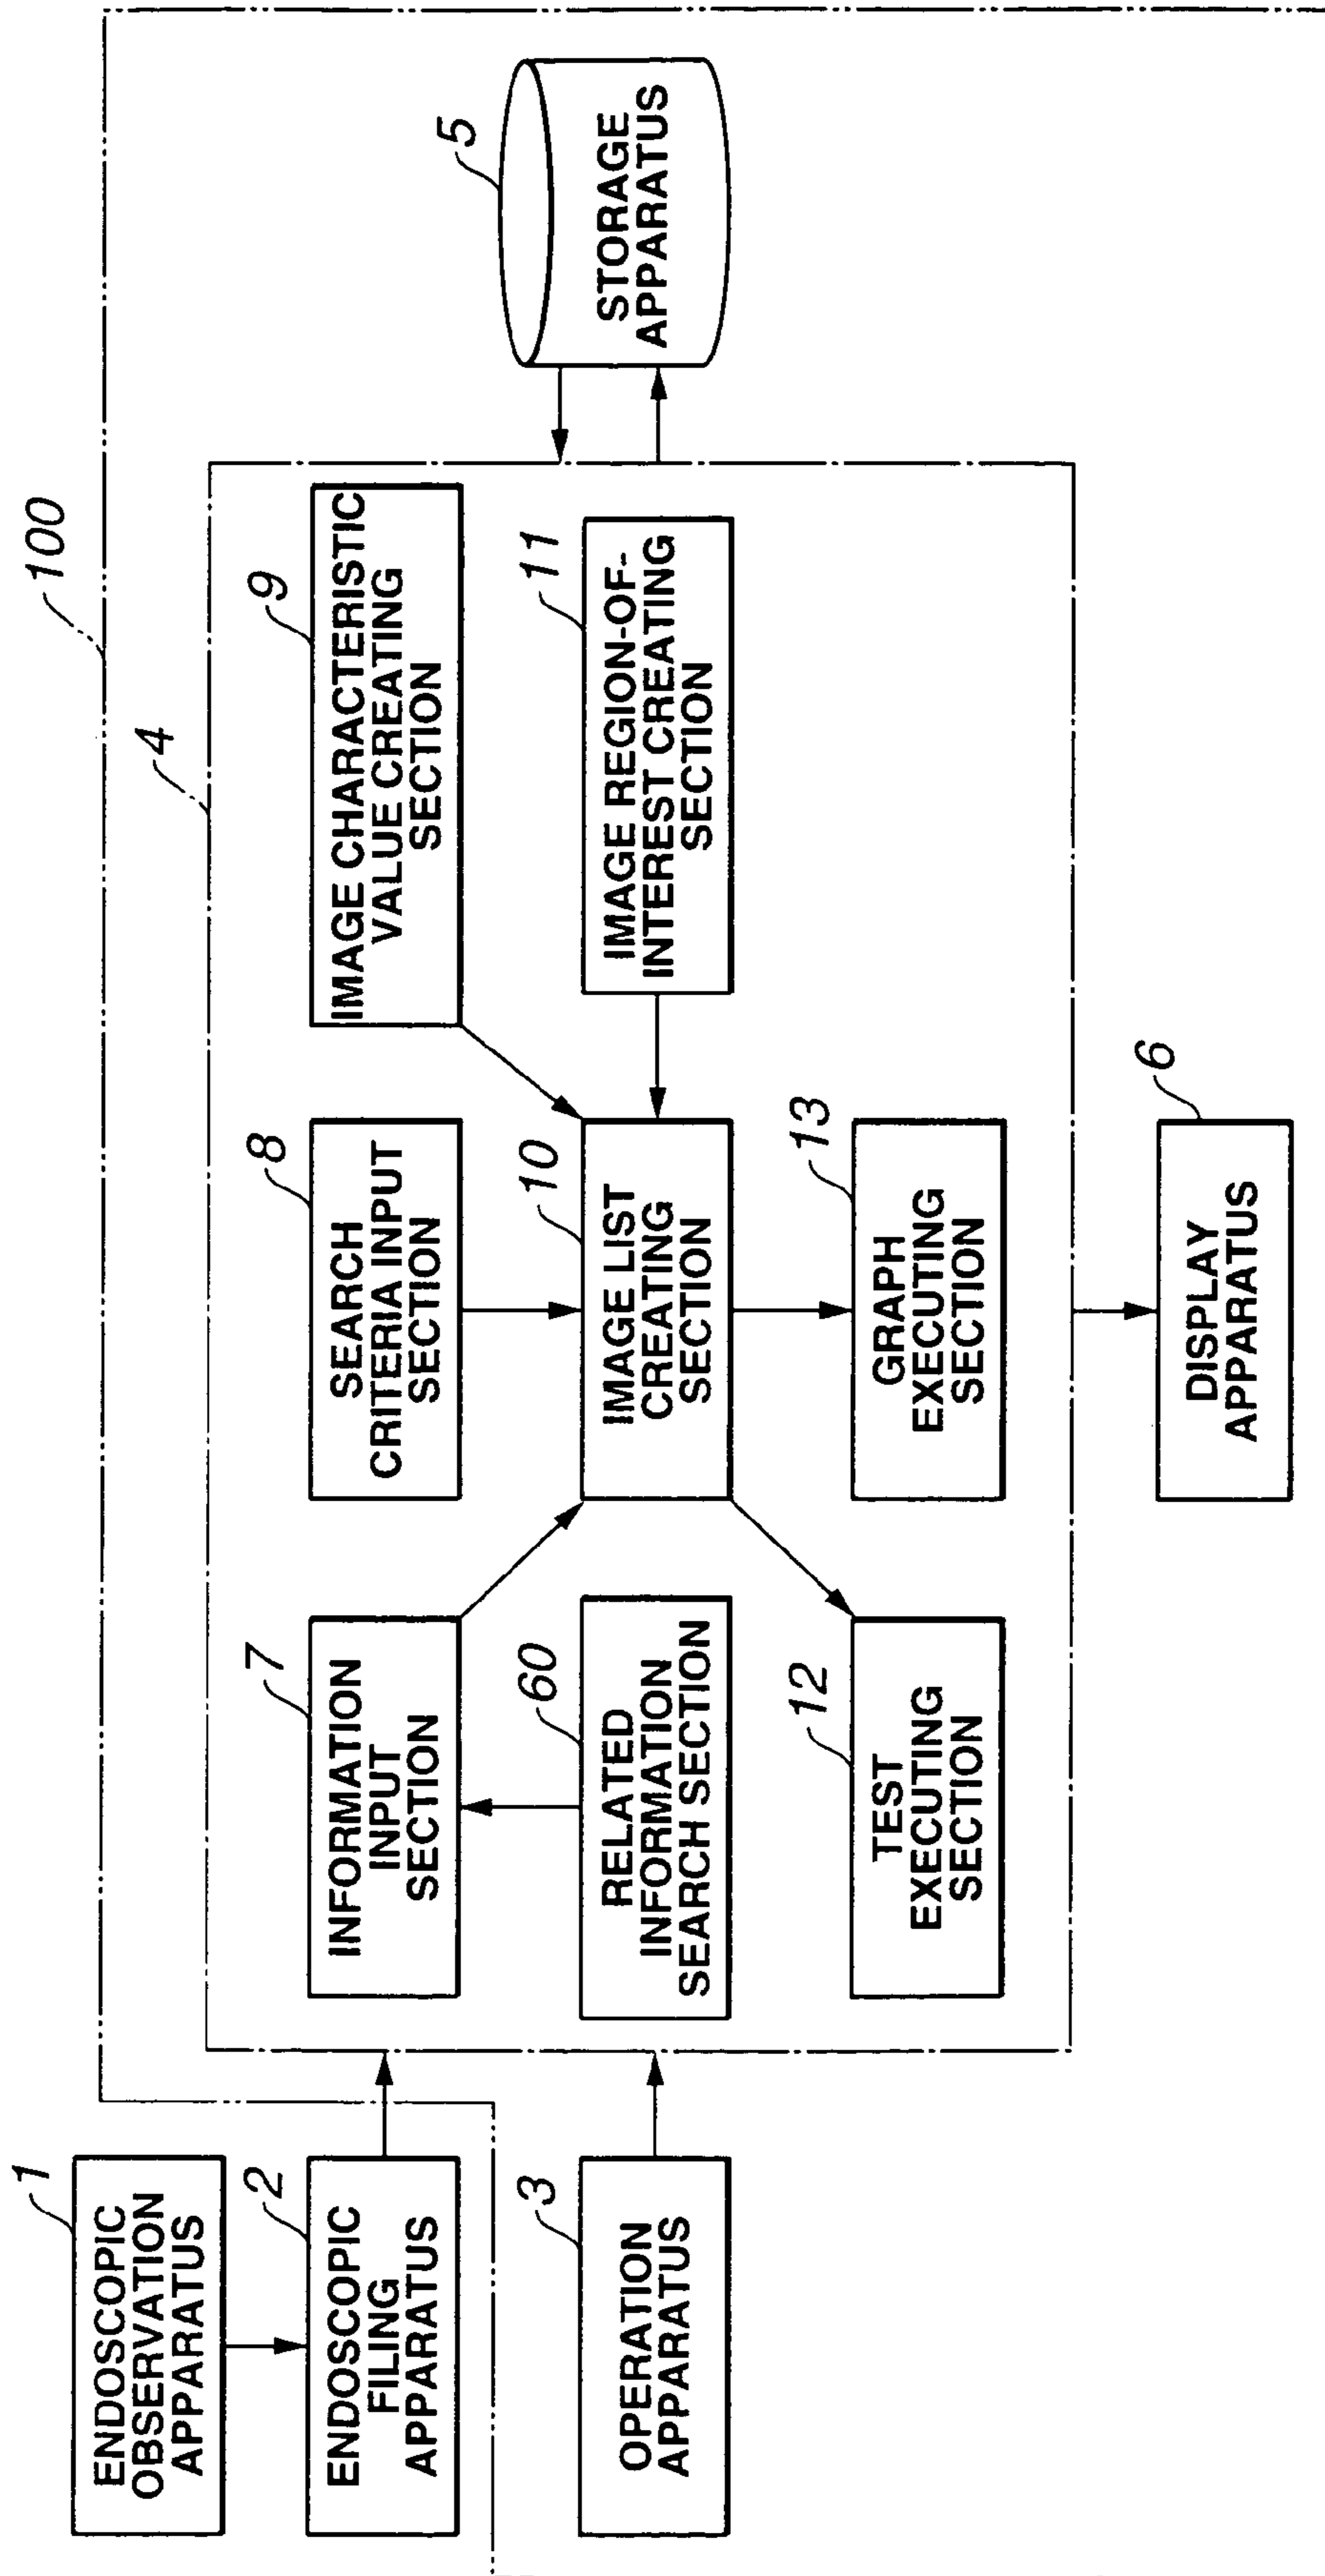 100
1
ENDOSCOPIC
OBSERVATION
APPARATUS
2
ENDOSCOPIC
FILING
APPARATUS
3
OPERATION
APPARATUS
4
7
INFORMATION
INPUT
SECTION
8
SEARCH
CRITERIA INPUT
SECTION
9
IMAGE CHARACTERISTIC
VALUE CREATING
SECTION
60
RELATED
INFORMATION
SEARCH SECTION
10
IMAGE LIST
CREATING
SECTION
11
IMAGE REGION-OF-
INTEREST CREATING
SECTION
12
TEST
EXECUTING
SECTION
13
GRAPH
EXECUTING
SECTION
5
STORAGE
APPARATUS
6
DISPLAY
APPARATUS